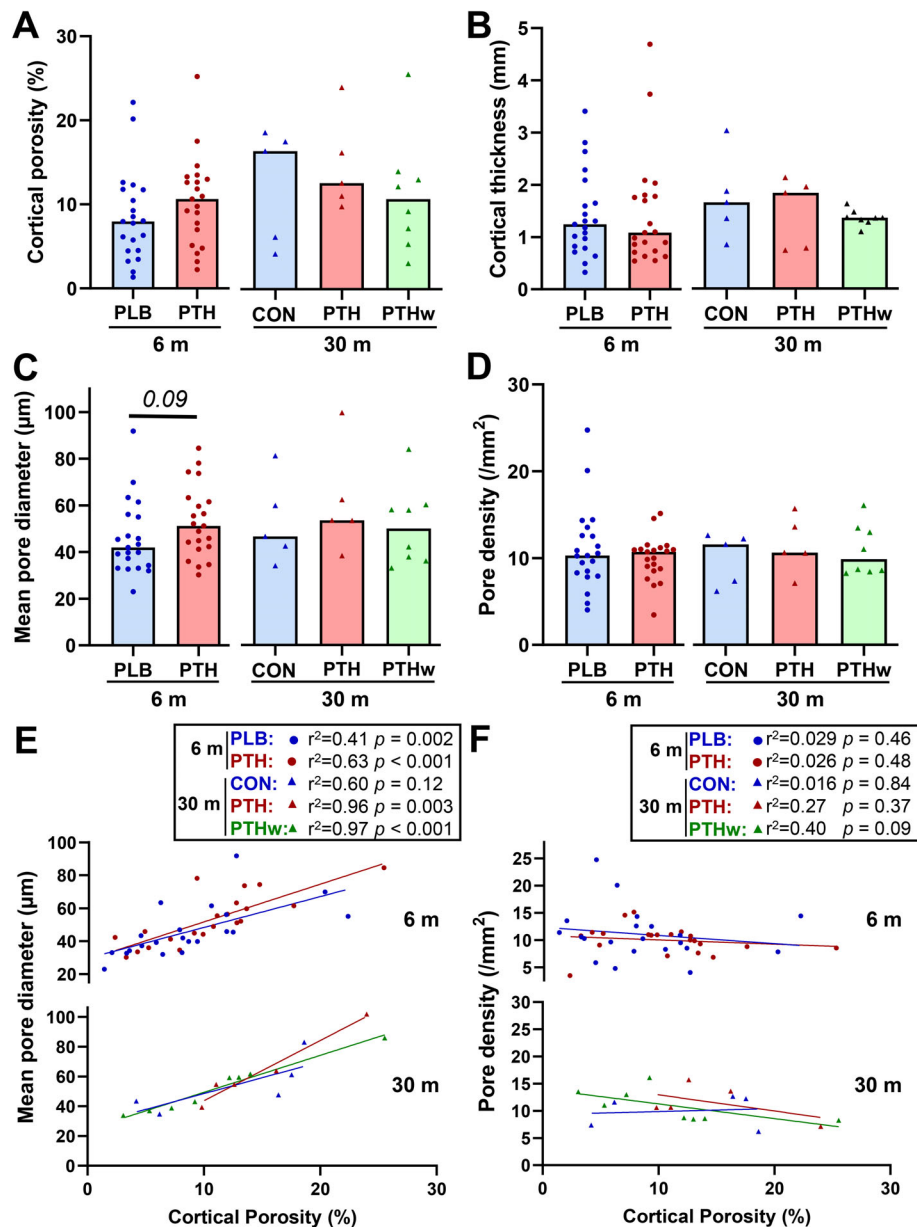 A
Cortical porosity (%)
30
20
10
0
PLB PTH CON PTH PTHw
6 m 30 m
B
Cortical thickness (mm)
5
4
3
2
1
0
PLB PTH CON PTH PTHw
6 m 30 m
C
Mean pore diameter (µm)
100
80
60
40
20
0
0.09
PLB PTH CON PTH PTHw
6 m 30 m
D
Pore density (/mm²)
30
20
10
0
PLB PTH CON PTH PTHw
6 m 30 m
E
6 m
PLB: r²=0.41 p = 0.002
PTH: r²=0.63 p < 0.001
30 m
CON: r²=0.60 p = 0.12
PTH: r²=0.96 p = 0.003
PTHw: r²=0.97 p < 0.001
Mean pore diameter (µm)
100
80
60
40
20
6 m
100
80
60
40
20
0
30 m
0 10 20 30
Cortical Porosity (%)
F
6 m
PLB: r²=0.029 p = 0.46
PTH: r²=0.026 p = 0.48
30 m
CON: r²=0.016 p = 0.84
PTH: r²=0.27 p = 0.37
PTHw: r²=0.40 p = 0.09
Pore density (/mm²)
25
20
15
10
5
6 m
20
15
10
5
0
30 m
0 10 20 30
Cortical Porosity (%)